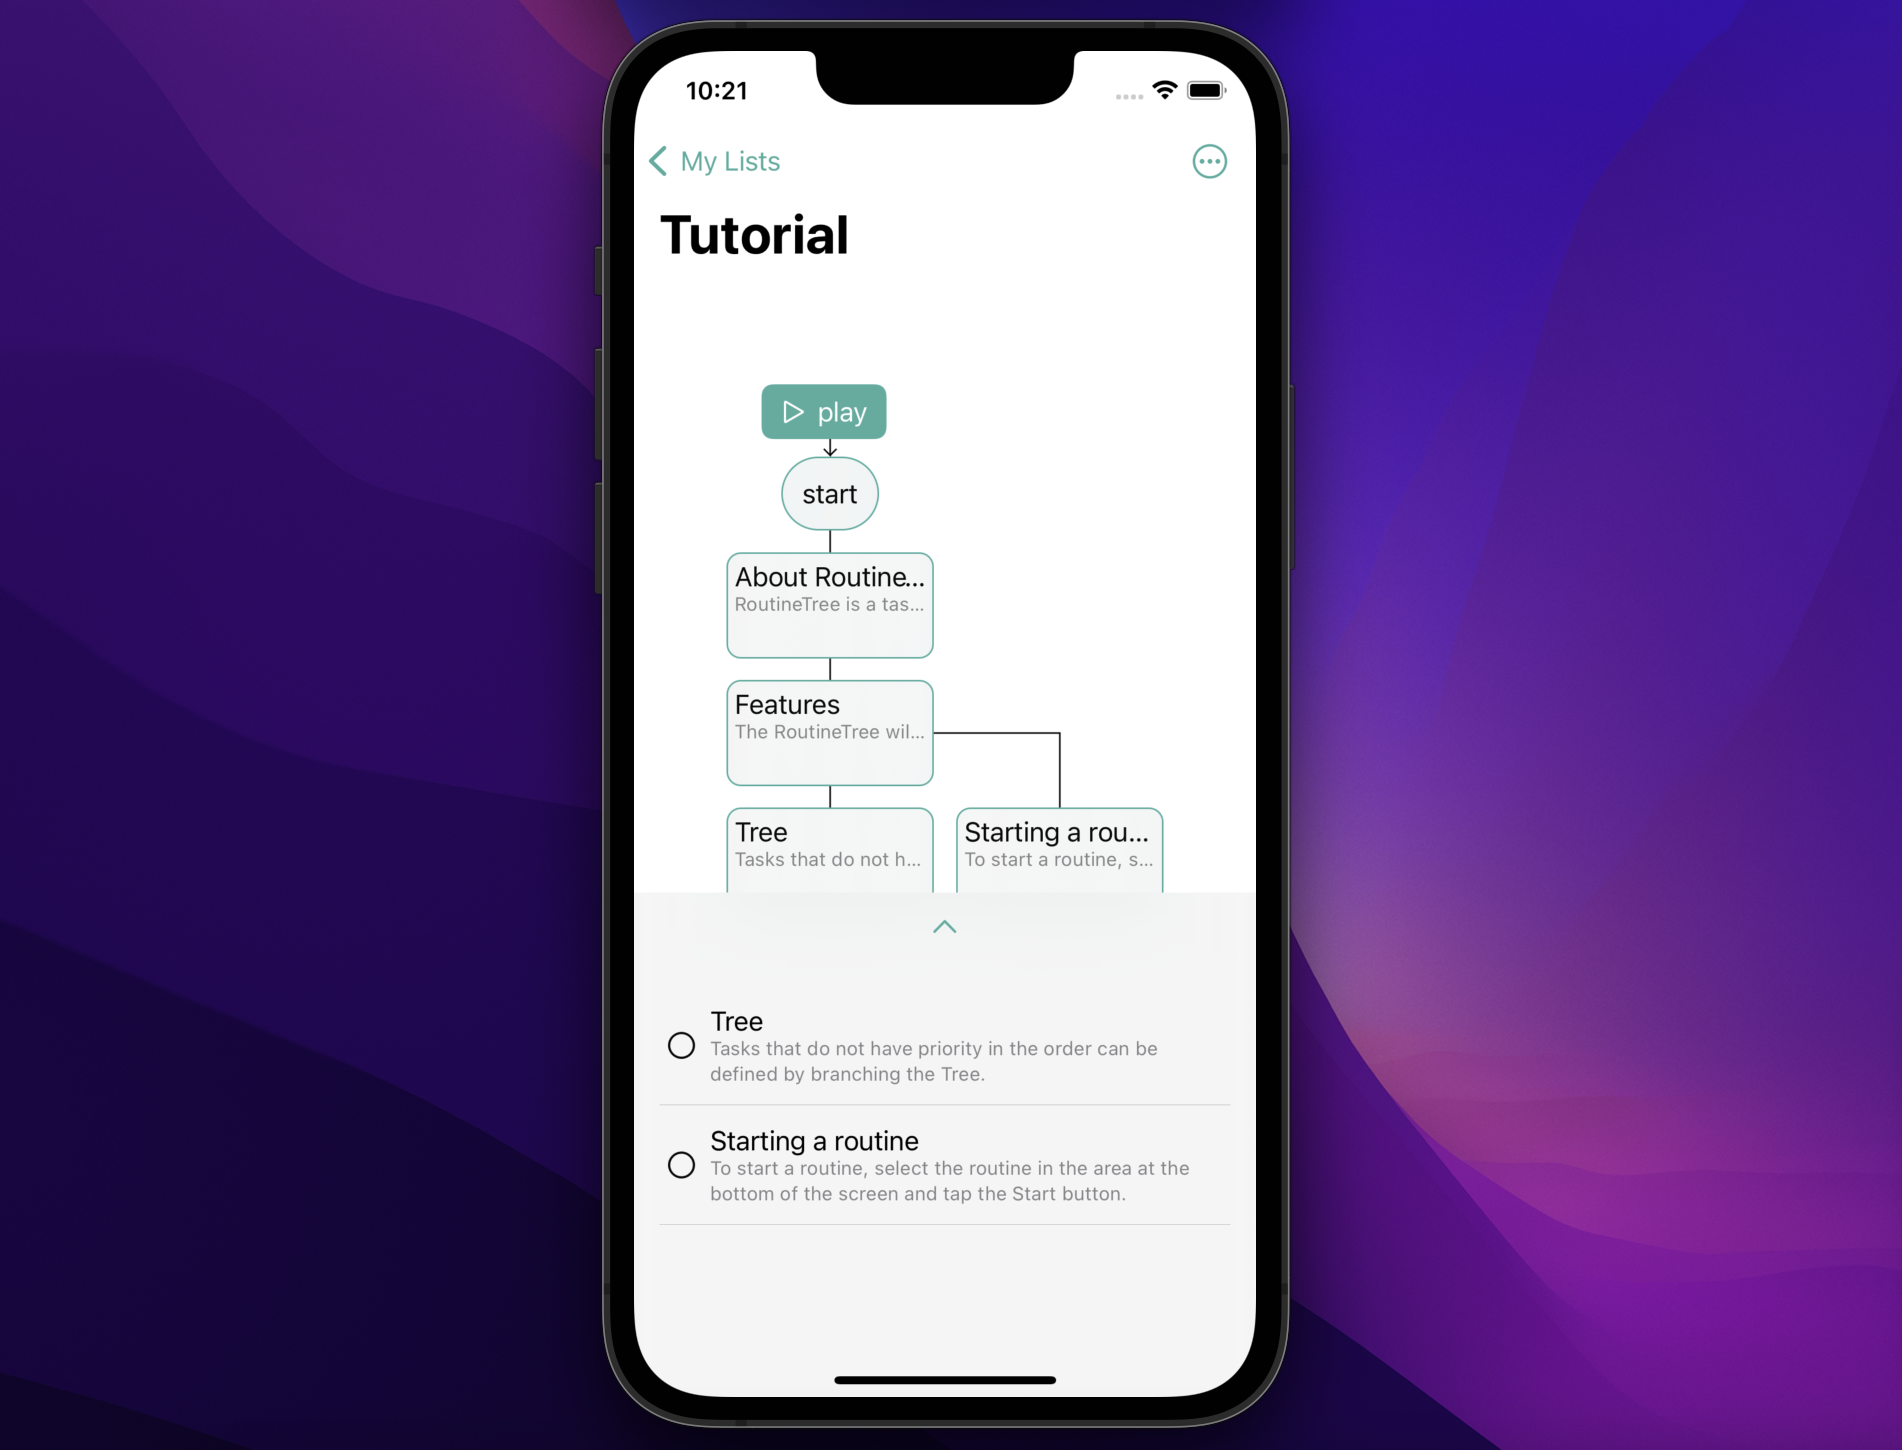 10:21
My Lists
Tutorial
play
start
About Routine...
RoutineTree is a tas...
Features
The RoutineTree wil...
Tree
Tasks that do not h...
Starting a rou...
To start a routine, s...
Tree
Tasks that do not have priority in the order can be
defined by branching the Tree.
Starting a routine
To start a routine, select the routine in the area at the
bottom of the screen and tap the Start button.